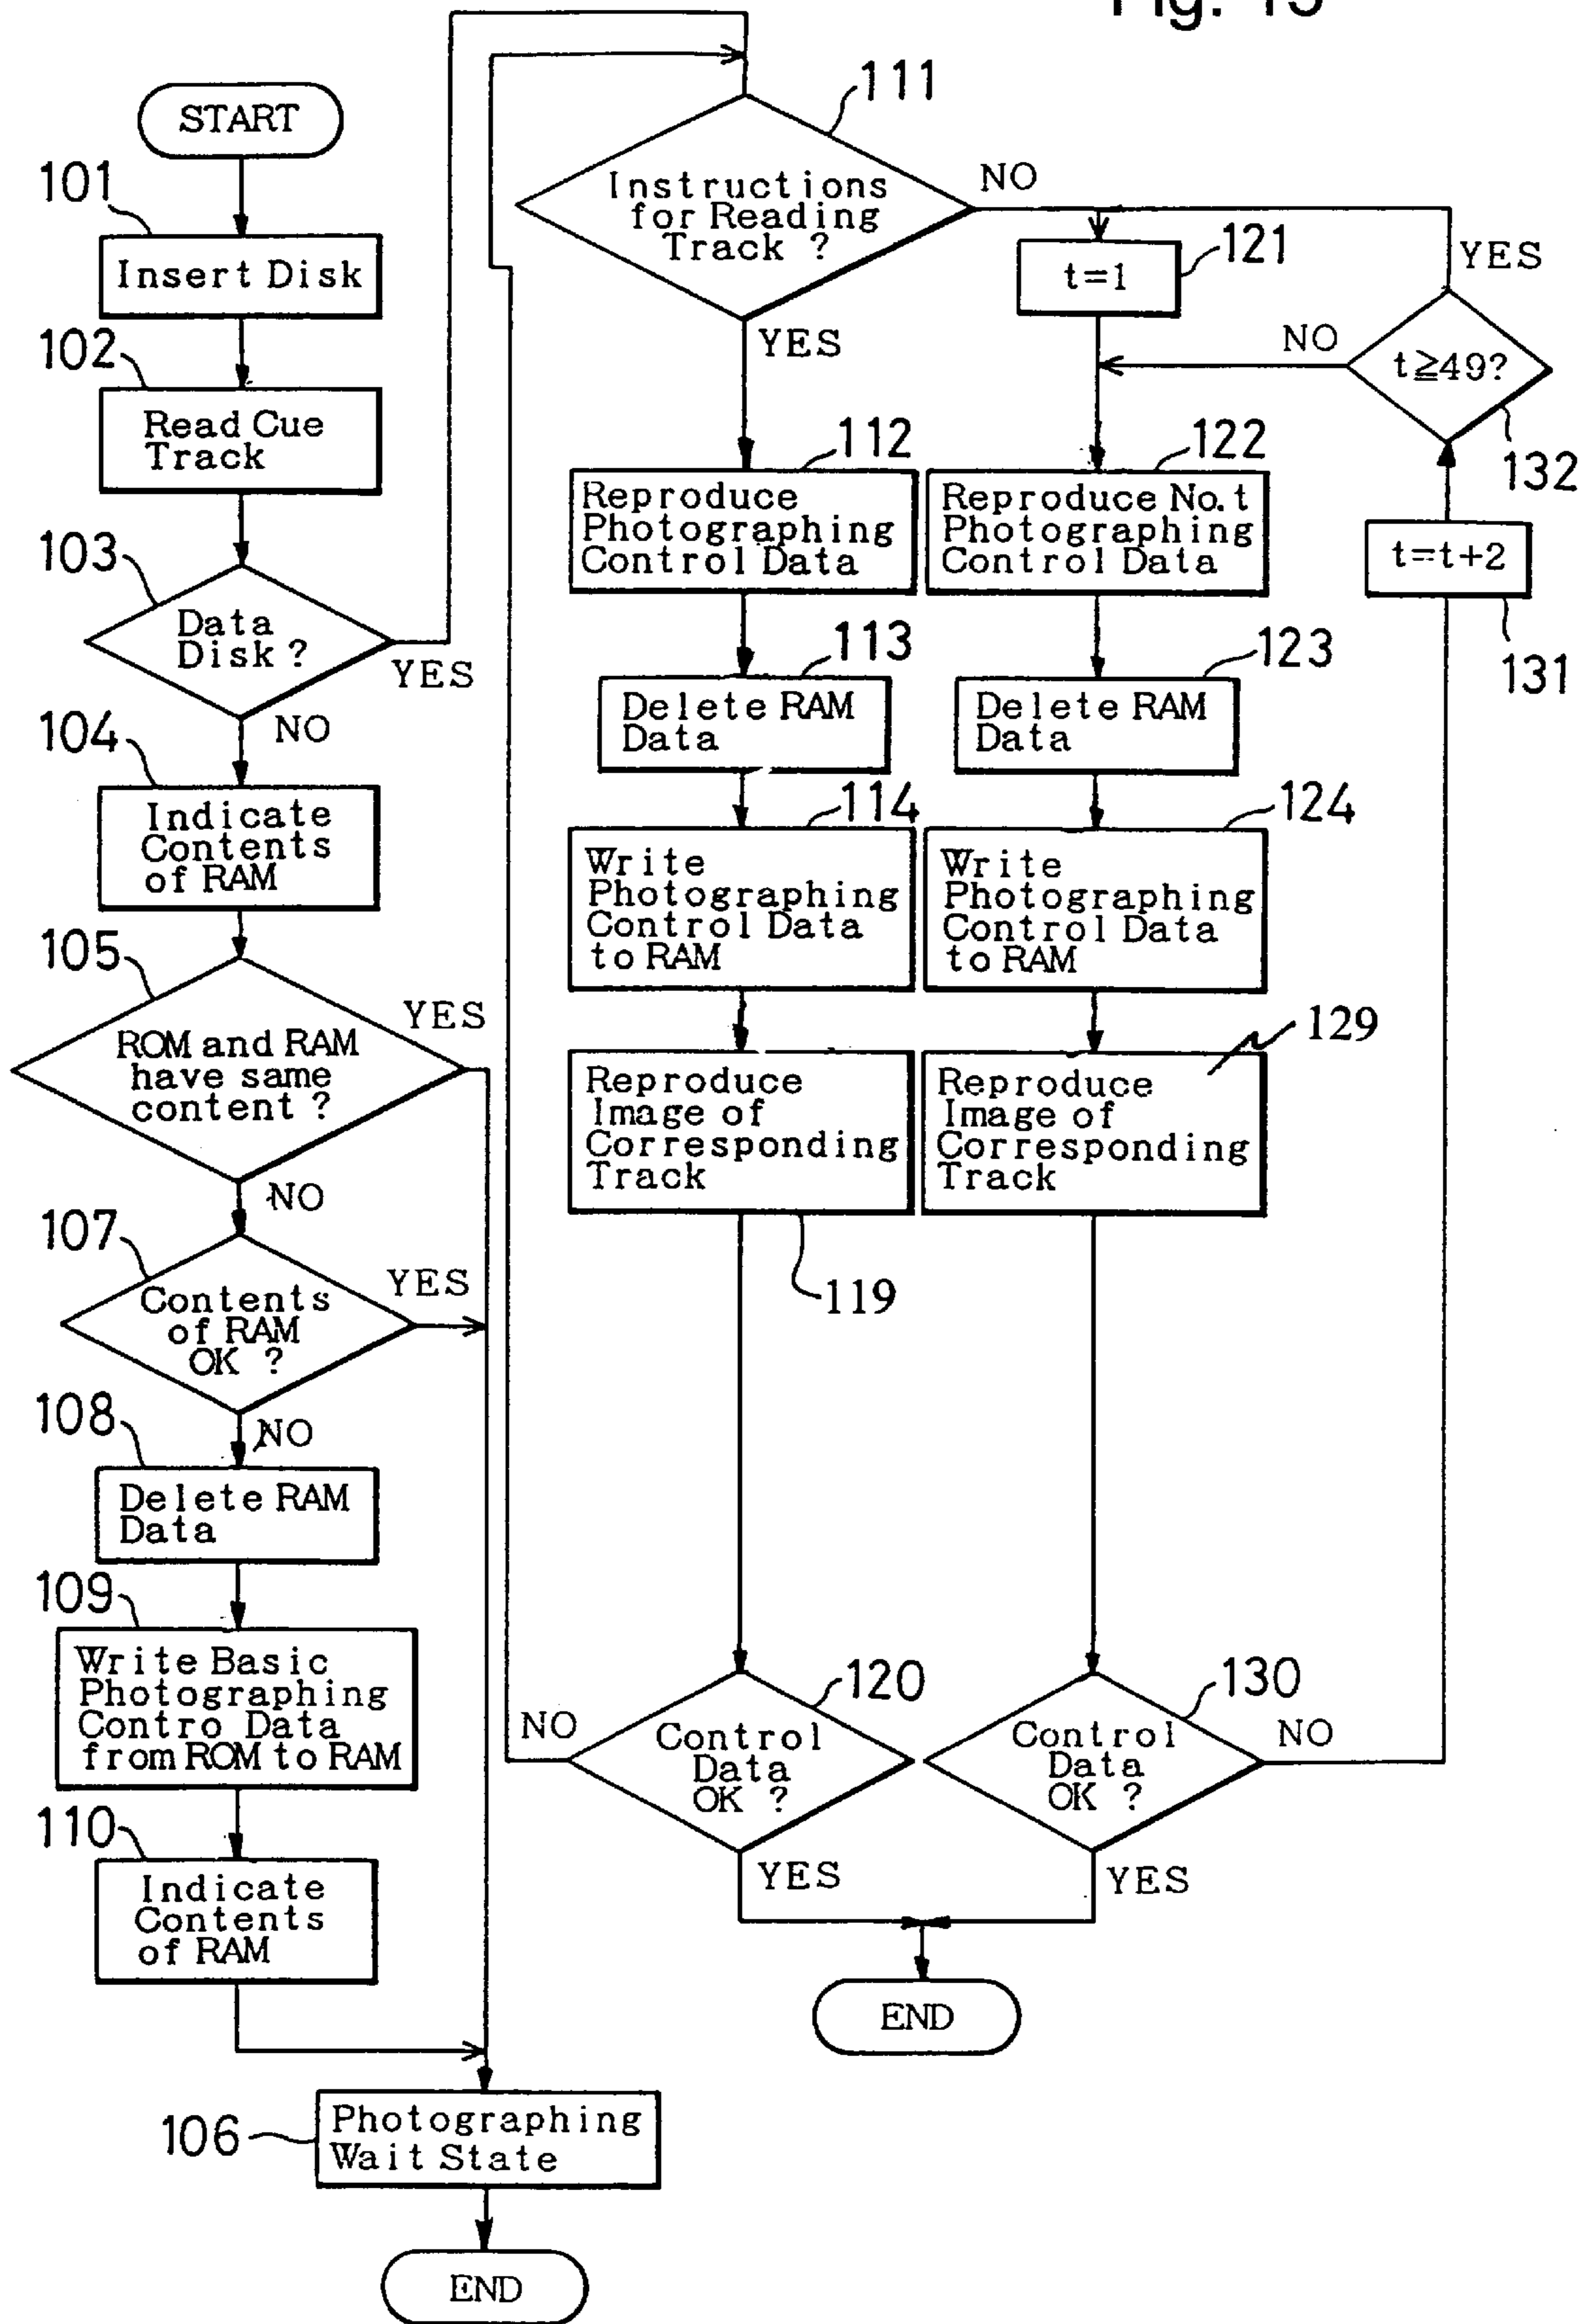 Fig. 13
START
101
Insert Disk
102
Read Cue
Track
103
Data
Disk ?
YES
NO
104
Indicate
Contents
of RAM
105
ROM and RAM
have same
content ?
YES
NO
107
Contents
of RAM
OK ?
YES
NO
108
Delete RAM
Data
109
Write Basic
Photographing
Contro Data
from ROM to RAM
110
Indicate
Contents
of RAM
106
Photographing
Wait State
END
111
Instructions
for Reading
Track ?
NO
YES
112
Reproduce
Photographing
Control Data
113
Delete RAM
Data
114
Write
Photographing
Control Data
to RAM
Reproduce
Image of
Corresponding
Track
119
120
Control
Data
OK ?
NO
YES
121
t=1
122
Reproduce No. t
Photographing
Control Data
123
Delete RAM
Data
124
Write
Photographing
Control Data
to RAM
129
Reproduce
Image of
Corresponding
Track
130
Control
Data
OK ?
NO
YES
END
131
t=t+2
132
t≧49?
NO
YES